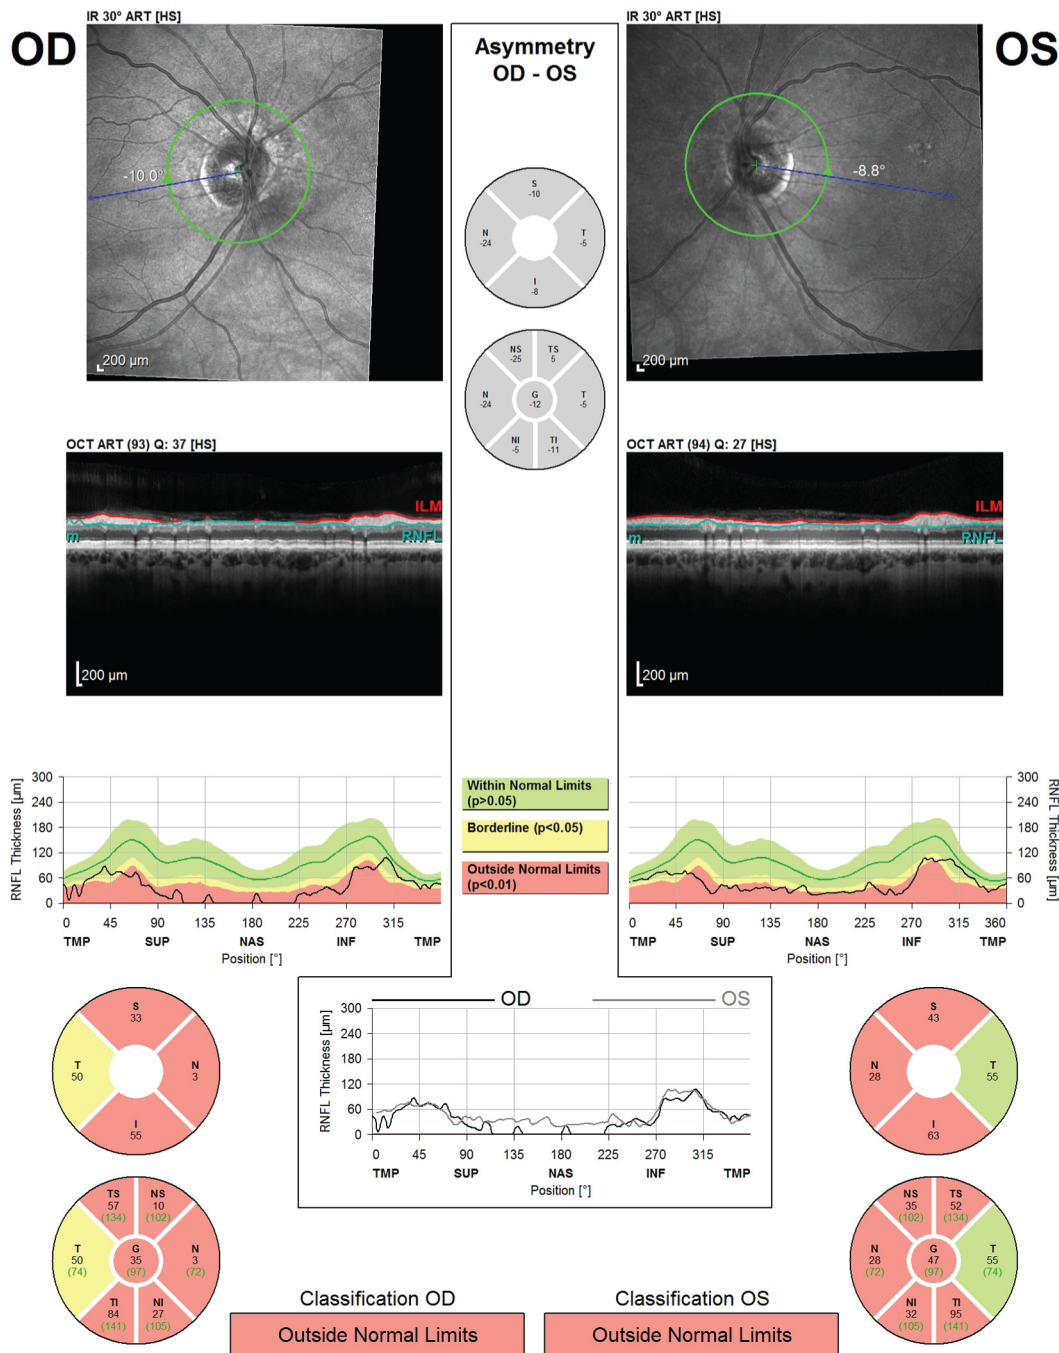 IR 30° ART [HS]
OD
-10.0°
200 µm
Asymmetry
OD - OS
IR 30° ART [HS]
OS
-8.8°
200 µm
S
-10
N
-24
T
-5
I
-8
NS
-25
TS
5
N
-24
G
-12
T
-5
NI
-5
TI
-11
OCT ART (93) Q: 37 [HS]
ILM
RNFL
m
200 µm
OCT ART (94) Q: 27 [HS]
ILM
RNFL
m
200 µm
RNFL Thickness [µm]
300
240
180
120
60
0
0 45 90 135 180 225 270 315
TMP SUP NAS INF TMP
Position [°]
Within Normal Limits
(p>0.05)
Borderline (p<0.05)
Outside Normal Limits
(p<0.01)
300
240
180
120
60
0
RNFL Thickness [µm]
0 45 90 135 180 225 270 315 360
TMP SUP NAS INF TMP
Position [°]
S
33
T
50
N
3
I
55
OD OS
RNFL Thickness [µm]
300
240
180
120
60
0
0 45 90 135 180 225 270 315
TMP SUP NAS INF TMP
Position [°]
S
43
N
28
T
55
I
63
TS
57
(134)
NS
10
(102)
T
50
(74)
G
35
(97)
N
3
(72)
TI
84
(141)
NI
27
(105)
NS
35
(102)
TS
52
(134)
N
28
(72)
G
47
(97)
T
55
(74)
NI
32
(105)
TI
95
(141)
Classification OD
Outside Normal Limits
Classification OS
Outside Normal Limits